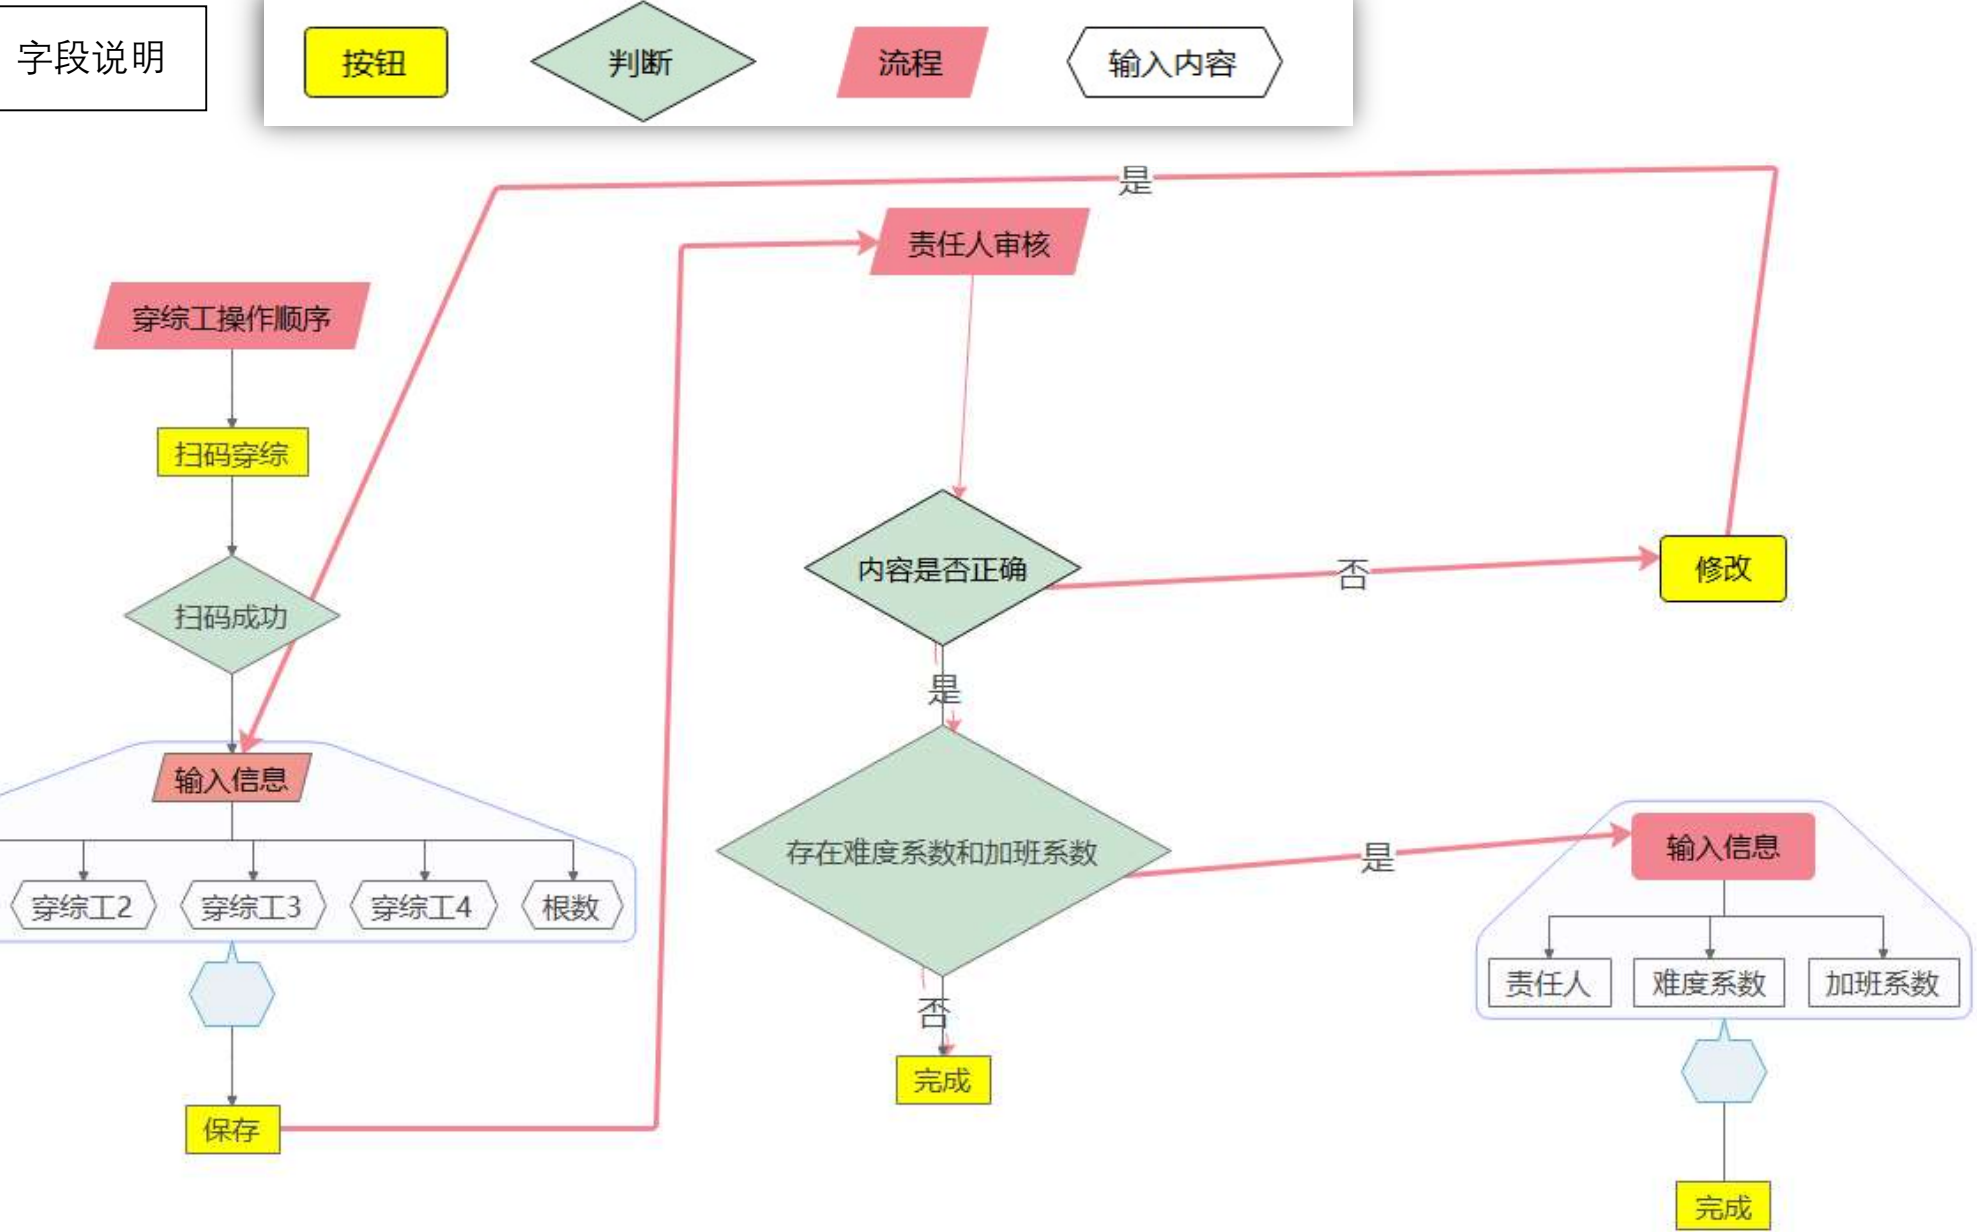 字段说明
按钮
判断
流程
输入内容
是
责任人审核
穿综工操作顺序
扫码穿综
内容是否正确
否
修改
扫码成功
是
输入信息
存在难度系数和加班系数
是
输入信息
穿综工2
穿综工3
穿综工4
根数
责任人
难度系数
加班系数
否
完成
保存
完成